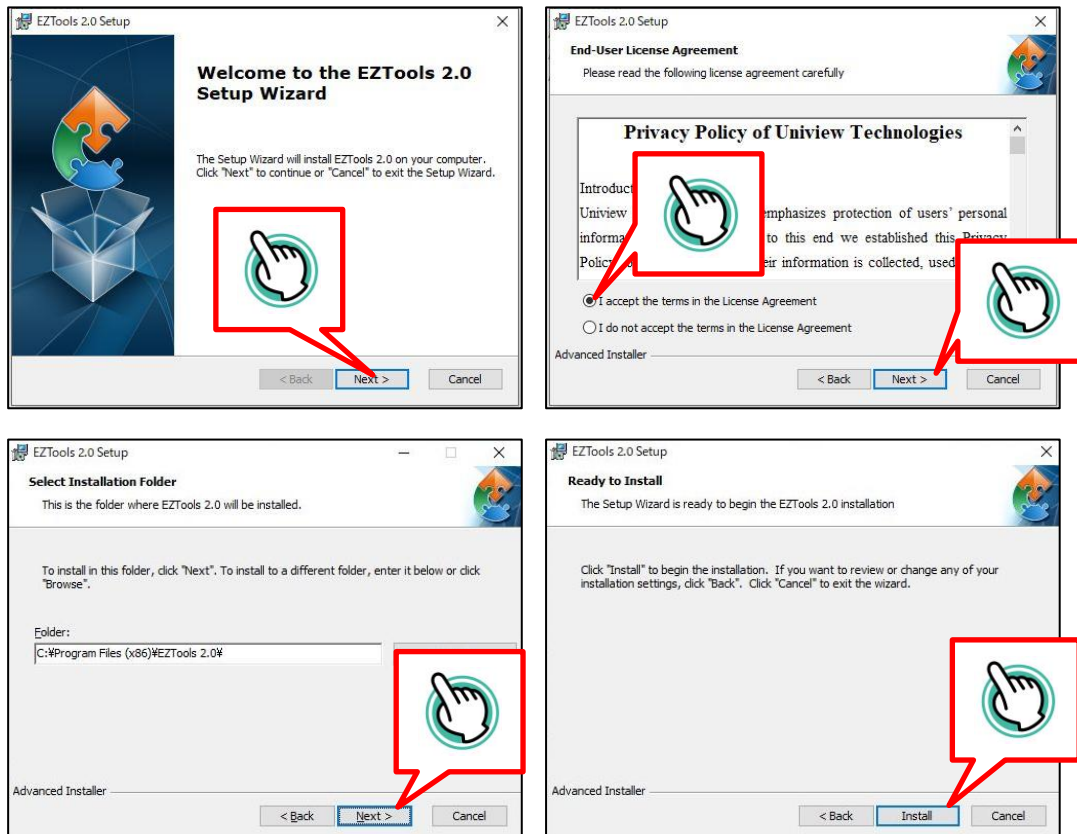 EZTools 2.0 Setup
Welcome to the EZTools 2.0
Setup Wizard
The Setup Wizard will install EZTools 2.0 on your computer.
Click "Next" to continue or "Cancel" to exit the Setup Wizard.
< Back
Next >
Cancel
EZTools 2.0 Setup
End-User License Agreement
Please read the following license agreement carefully
Privacy Policy of Uniview Technologies
Uniview emphasizes protection of users' personal
to this end we established this Privacy
information is collected, used
I accept the terms in the License Agreement
I do not accept the terms in the License Agreement
Advanced Installer
< Back
Next >
Cancel
EZTools 2.0 Setup
Select Installation Folder
This is the folder where EZTools 2.0 will be installed.
To install in this folder, click "Next". To install to a different folder, enter it below or click
"Browse".
Folder:
C:¥Program Files (x86)¥EZTools 2.0¥
Advanced Installer
< Back
Next >
Cancel
EZTools 2.0 Setup
Ready to Install
The Setup Wizard is ready to begin the EZTools 2.0 installation
Click "Install" to begin the installation. If you want to review or change any of your
installation settings, click "Back". Click "Cancel" to exit the wizard.
Advanced Installer
< Back
Install
Cancel